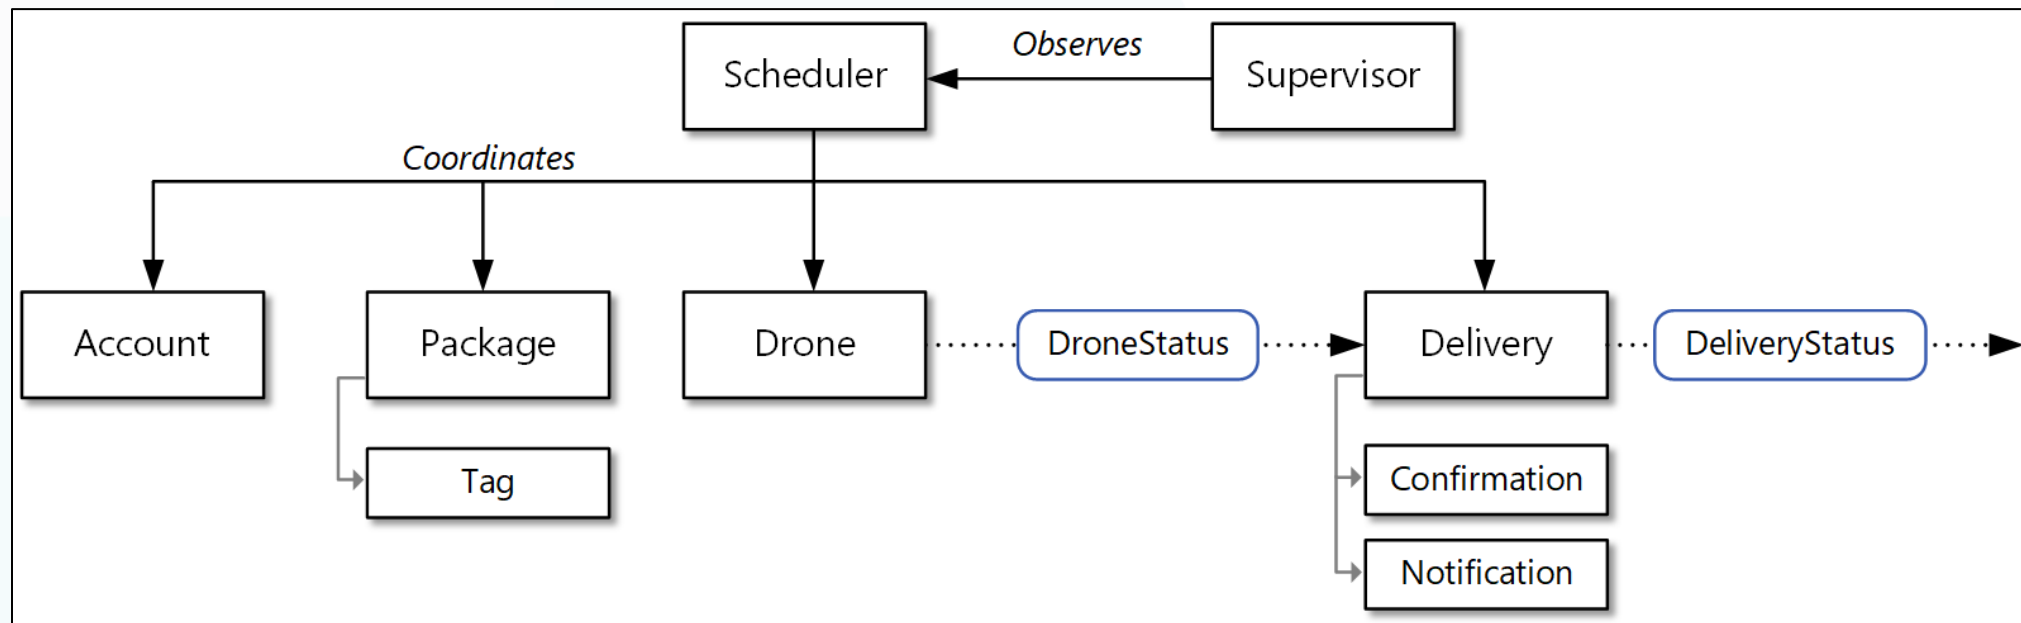 Observes
Scheduler
Supervisor
Coordinates
Account
Package
Drone
DroneStatus
Delivery
DeliveryStatus
Tag
Confirmation
Notification